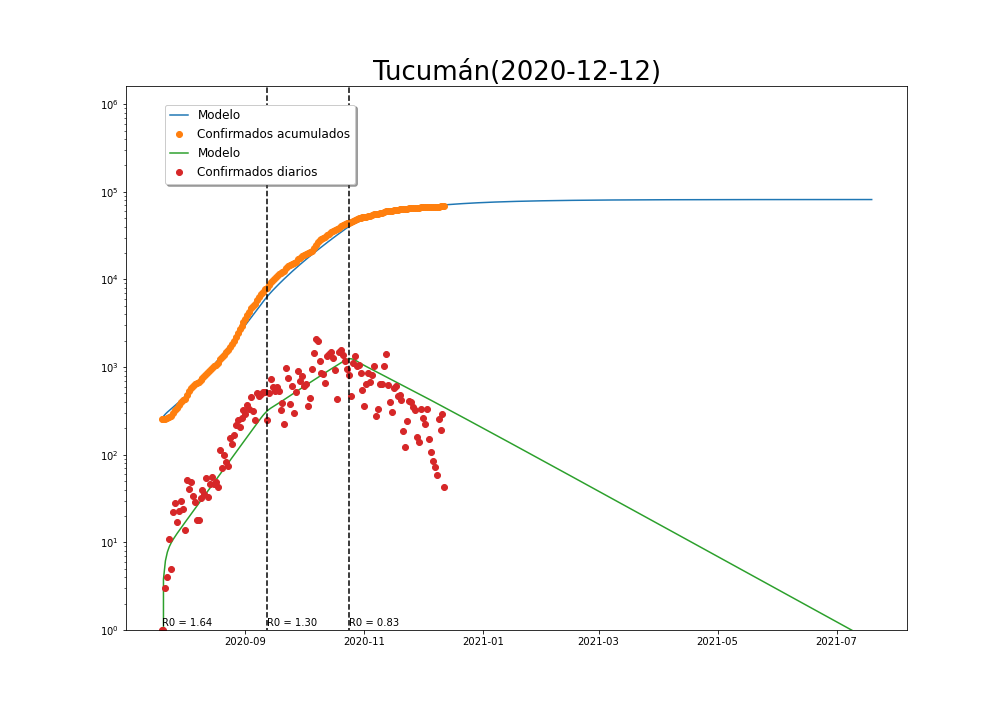 Tucumán(2020-12-12)
Modelo
Confirmados acumulados
Modelo
Confirmados diarios
10⁶
10⁵
10⁴
10³
10²
10¹
10⁰
R0 = 1.64
R0 = 1.30
R0 = 0.83
2020-09
2020-11
2021-01
2021-03
2021-05
2021-07